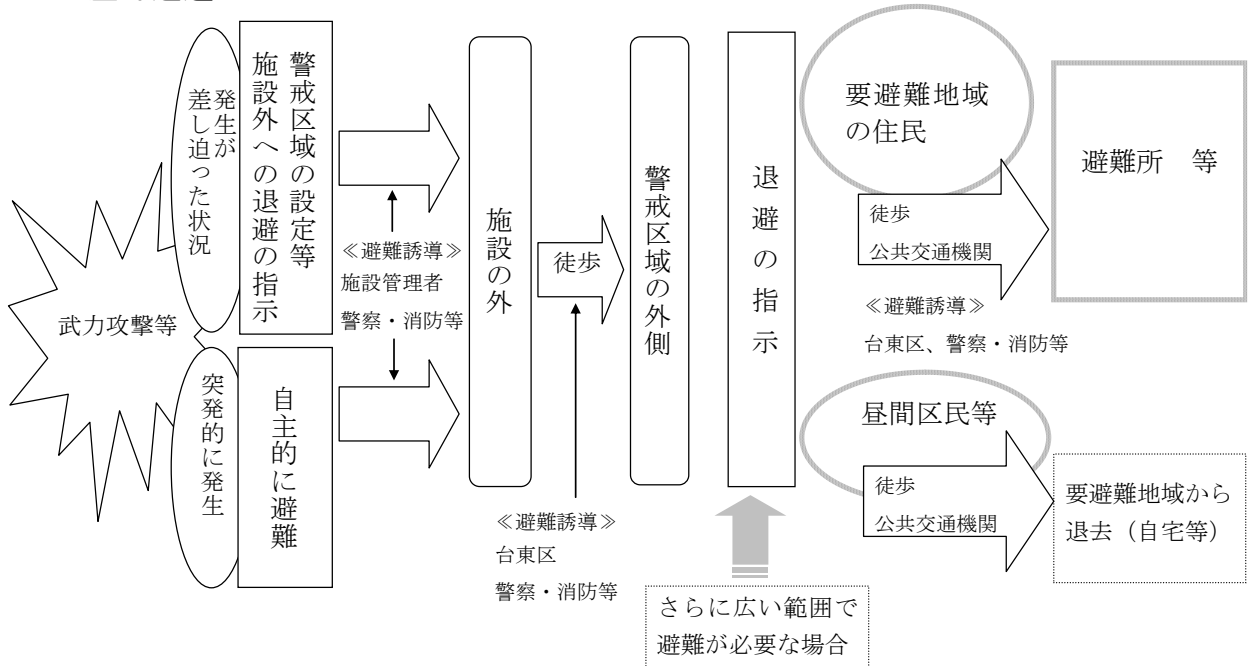 武力攻撃等
発生が
差し迫った状況
警戒区域の設定等
施設外への退避の指示
突発的に発生
自主的に避難
≪避難誘導≫
施設管理者
警察・消防等
施設の外
徒歩
≪避難誘導≫
台東区
警察・消防等
警戒区域の外側
退避の指示
さらに広い範囲で
避難が必要な場合
要避難地域
の住民
徒歩
公共交通機関
≪避難誘導≫
台東区、警察・消防等
避難所 等
昼間区民等
徒歩
公共交通機関
要避難地域から
退去（自宅等）